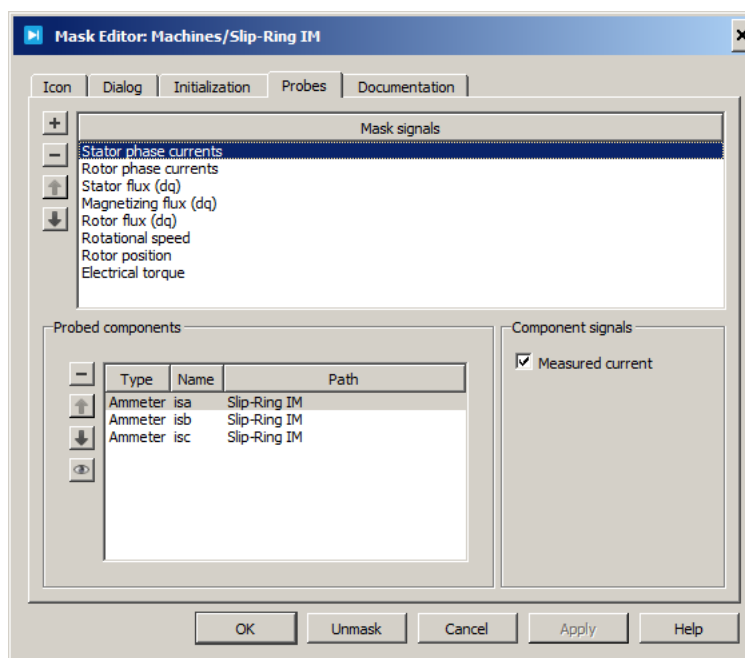 Mask Editor: Machines/Slip-Ring IM
Icon Dialog Initialization Probes Documentation
Mask signals
Stator phase currents
Rotor phase currents
Stator flux (dq)
Magnetizing flux (dq)
Rotor flux (dq)
Rotational speed
Rotor position
Electrical torque
Probed components
Component signals
Measured current
Type Name Path
Ammeter isa Slip-Ring IM
Ammeter isb Slip-Ring IM
Ammeter isc Slip-Ring IM
OK Unmask Cancel Apply Help